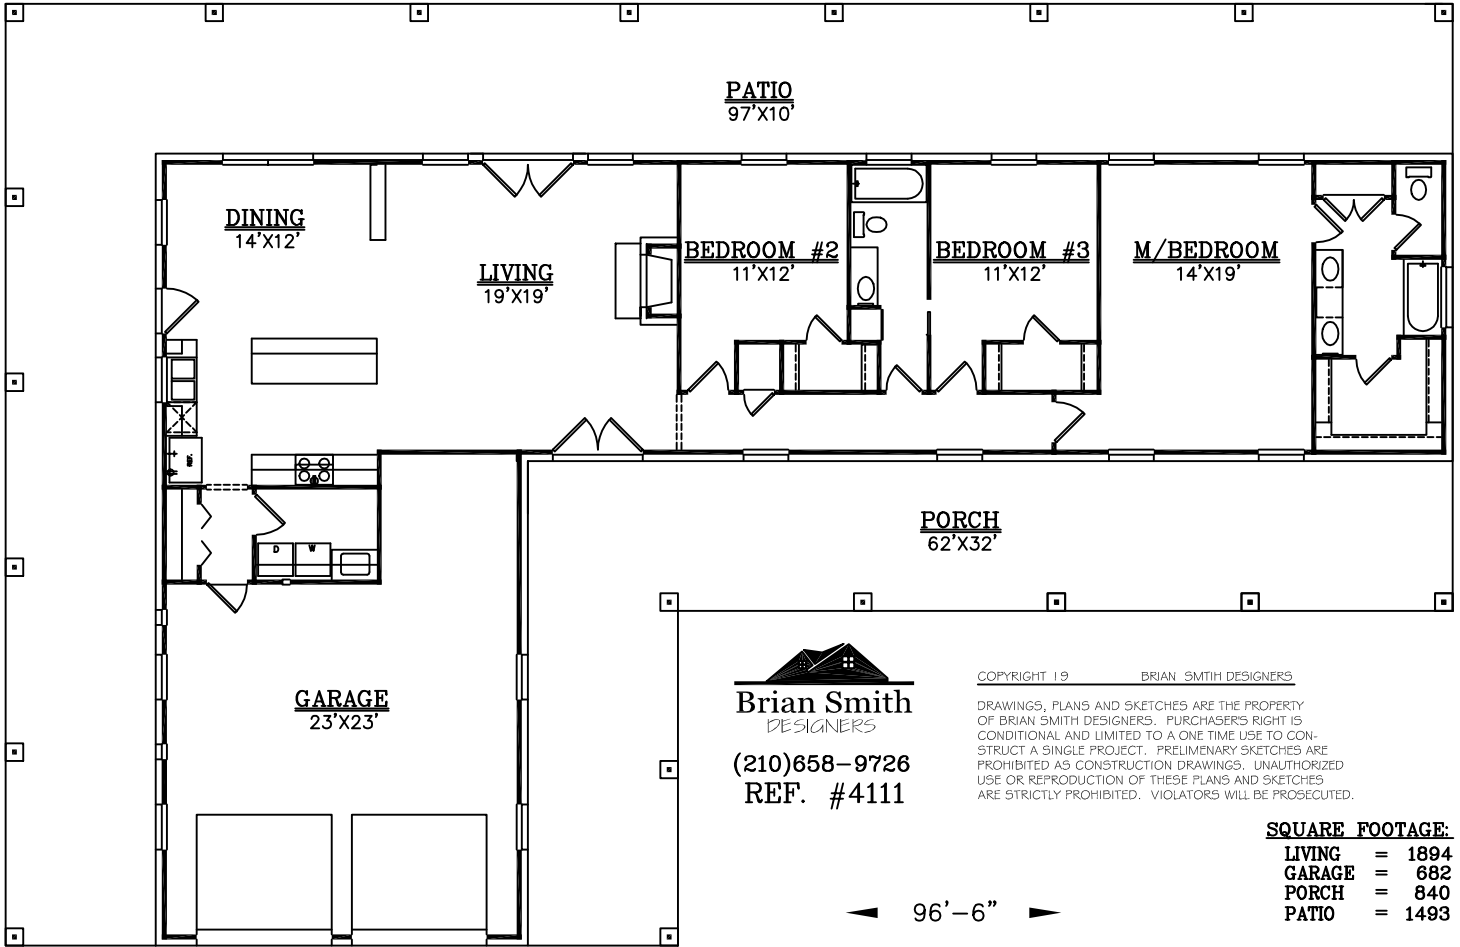 PATIO
97'X10'
DINING
14'X12'
LIVING
19'X19'
BEDROOM #2
11'X12'
BEDROOM #3
11'X12'
M/BEDROOM
14'X19'
REF.
D
W
PORCH
62'X32'
GARAGE
23'X23'
Brian Smith
DESIGNERS
(210)658-9726
REF. #4111
COPYRIGHT 19 BRIAN SMTIH DESIGNERS
DRAWINGS, PLANS AND SKETCHES ARE THE PROPERTY
OF BRIAN SMITH DESIGNERS. PURCHASER'S RIGHT IS
CONDITIONAL AND LIMITED TO A ONE TIME USE TO CON-
STRUCT A SINGLE PROJECT. PRELIMENARY SKETCHES ARE
PROHIBITED AS CONSTRUCTION DRAWINGS. UNAUTHORIZED
USE OR REPRODUCTION OF THESE PLANS AND SKETCHES
ARE STRICTLY PROHIBITED. VIOLATORS WILL BE PROSECUTED.
SQUARE FOOTAGE:
LIVING = 1894
GARAGE = 682
PORCH = 840
PATIO = 1493
96'-6"